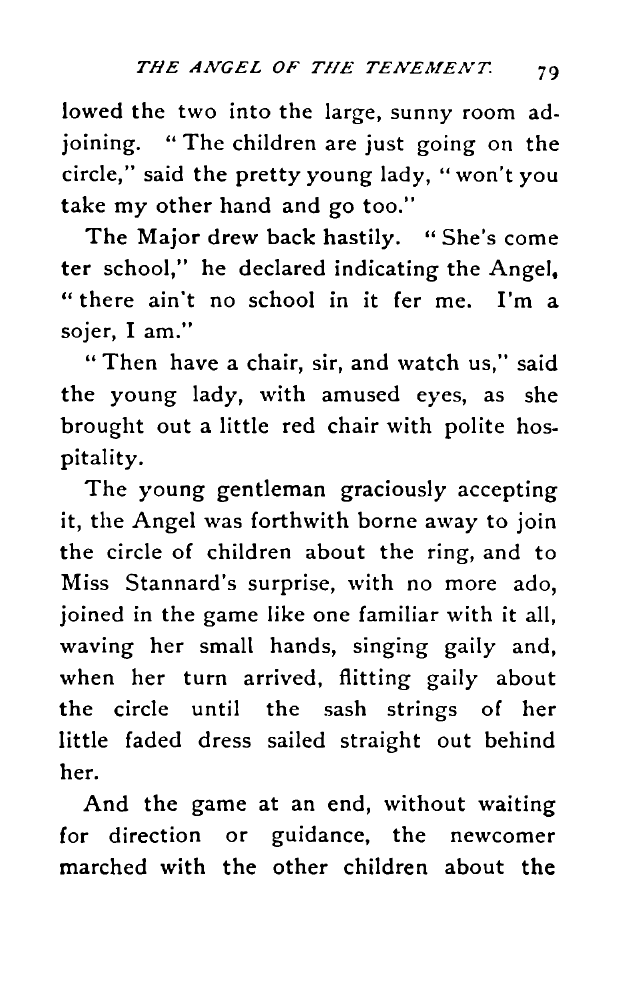 THE ANGEL OF THE TENEMENT. 79
lowed the two into the large, sunny room ad-
joining. “ The children are just going on the
circle,” said the pretty young lady, “ won't you
take my other hand and go too.”
The Major drew back hastily. “ She's come
ter school,” he declared indicating the Angel,
“ there ain't no school in it fer me. I'm a
sojer, I am.”
“ Then have a chair, sir, and watch us,” said
the young lady, with amused eyes, as she
brought out a little red chair with polite hos-
pitality.
The young gentleman graciously accepting
it, the Angel was forthwith borne away to join
the circle of children about the ring, and to
Miss Stannard's surprise, with no more ado,
joined in the game like one familiar with it all,
waving her small hands, singing gaily and,
when her turn arrived, flitting gaily about
the circle until the sash strings of her
little faded dress sailed straight out behind
her.
And the game at an end, without waiting
for direction or guidance, the newcomer
marched with the other children about the